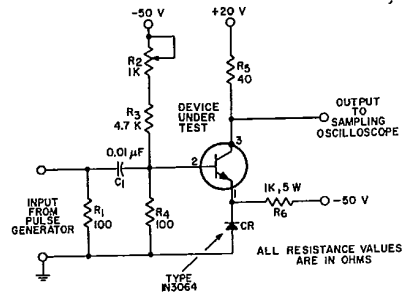 -50 V
+20 V
R2
1K
R5
40
DEVICE
UNDER
TEST
OUTPUT
TO
SAMPLING
OSCILLOSCOPE
R3
4.7 K
0.01 µF
3
2
C1
1
1K, 5 W
R6
-50 V
INPUT
FROM
PULSE
GENERATOR
R1
100
R4
100
CR
TYPE
IN3064
ALL RESISTANCE VALUES
ARE IN OHMS